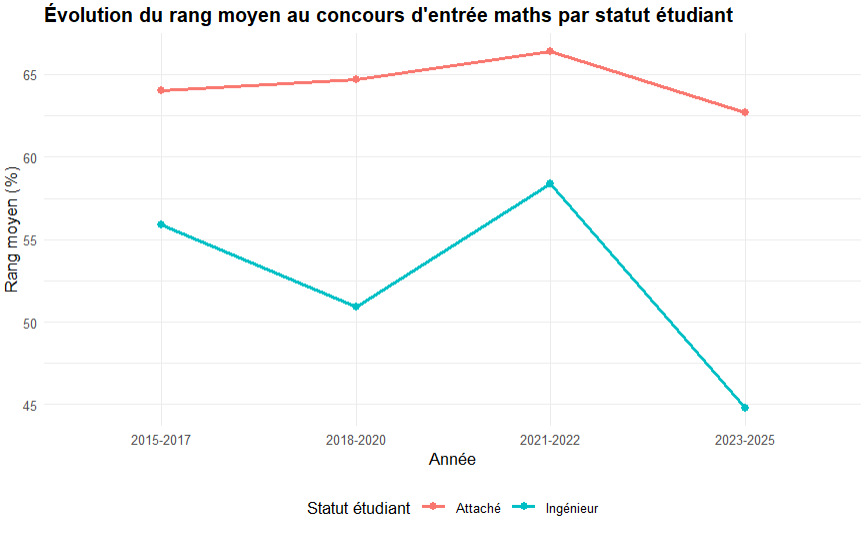 Évolution du rang moyen au concours d'entrée maths par statut étudiant
Rang moyen (%)
65
60
55
50
45
2015-2017 2018-2020 2021-2022 2023-2025
Année
Statut étudiant Attaché Ingénieur